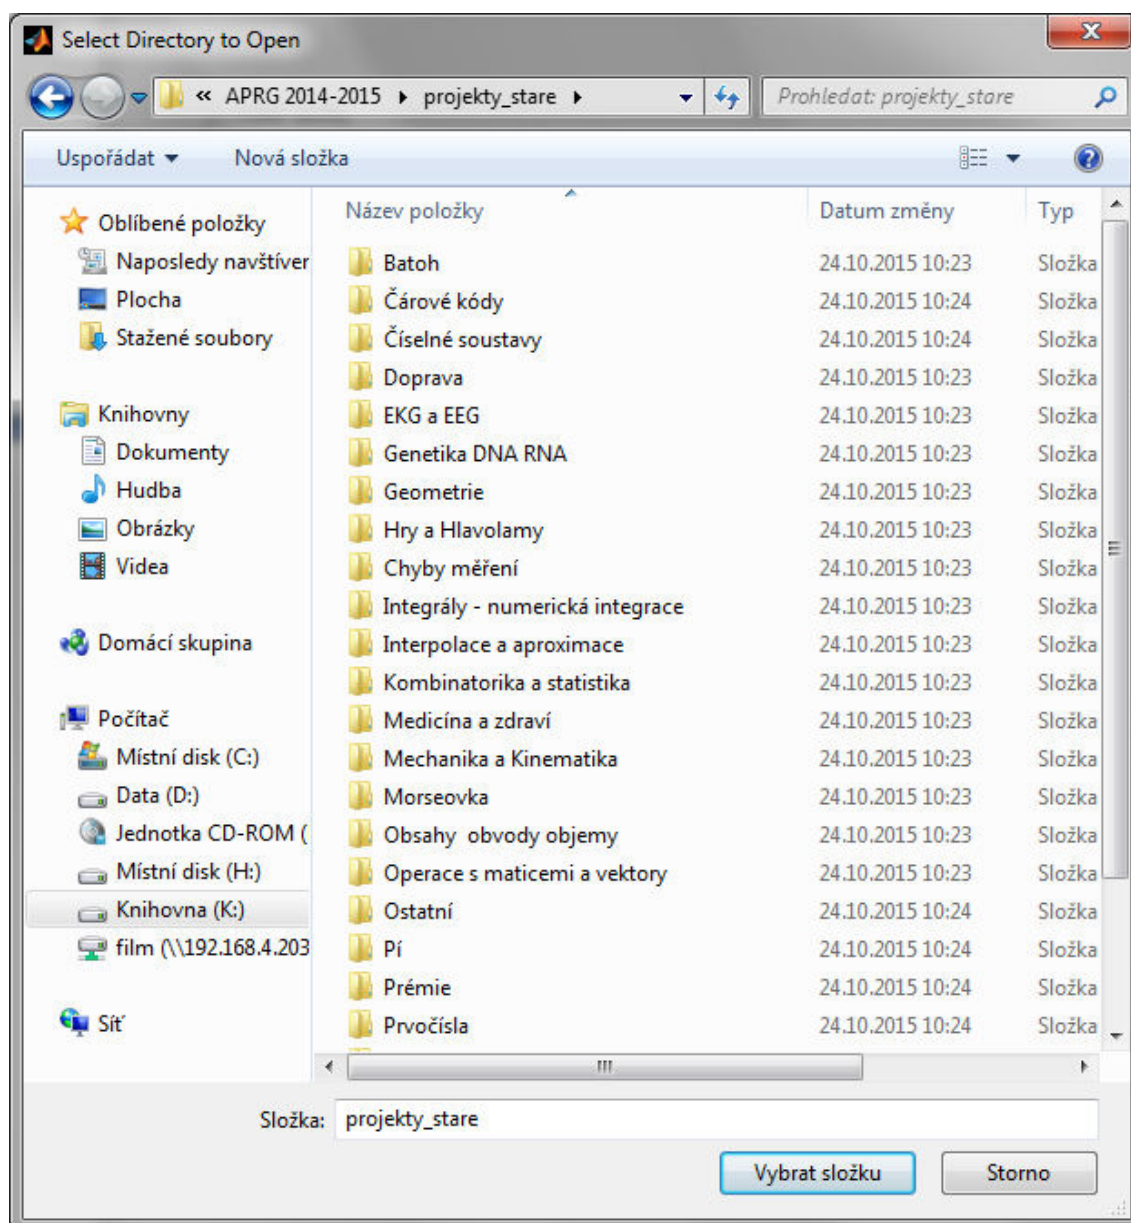 Select Directory to Open
« APRG 2014-2015 projekty_stare Prohledat: projekty_stare
Uspořádat Nová složka
Oblíbené položky
Naposledy navštíver
Plocha
Stažené soubory
Knihovny
Dokumenty
Hudba
Obrázky
Videa
Domácí skupina
Počítač
Místní disk (C:)
Data (D:)
Jednotka CD-ROM (
Místní disk (H:)
Knihovna (K:)
film (\\192.168.4.203
Síť
Název položky Datum změny Typ
Batoh 24.10.2015 10:23 Složka
Čárové kódy 24.10.2015 10:24 Složka
Číselné soustavy 24.10.2015 10:24 Složka
Doprava 24.10.2015 10:23 Složka
EKG a EEG 24.10.2015 10:23 Složka
Genetika DNA RNA 24.10.2015 10:23 Složka
Geometrie 24.10.2015 10:23 Složka
Hry a Hlavolamy 24.10.2015 10:23 Složka
Chyby měření 24.10.2015 10:23 Složka
Integrály - numerická integrace 24.10.2015 10:23 Složka
Interpolace a aproximace 24.10.2015 10:23 Složka
Kombinatorika a statistika 24.10.2015 10:23 Složka
Medicína a zdraví 24.10.2015 10:23 Složka
Mechanika a Kinematika 24.10.2015 10:23 Složka
Morseovka 24.10.2015 10:23 Složka
Obsahy  obvody objemy 24.10.2015 10:23 Složka
Operace s maticemi a vektory 24.10.2015 10:23 Složka
Ostatní 24.10.2015 10:24 Složka
Pí 24.10.2015 10:24 Složka
Prémie 24.10.2015 10:24 Složka
Prvočísla 24.10.2015 10:24 Složka
Složka: projekty_stare
Vybrat složku Storno